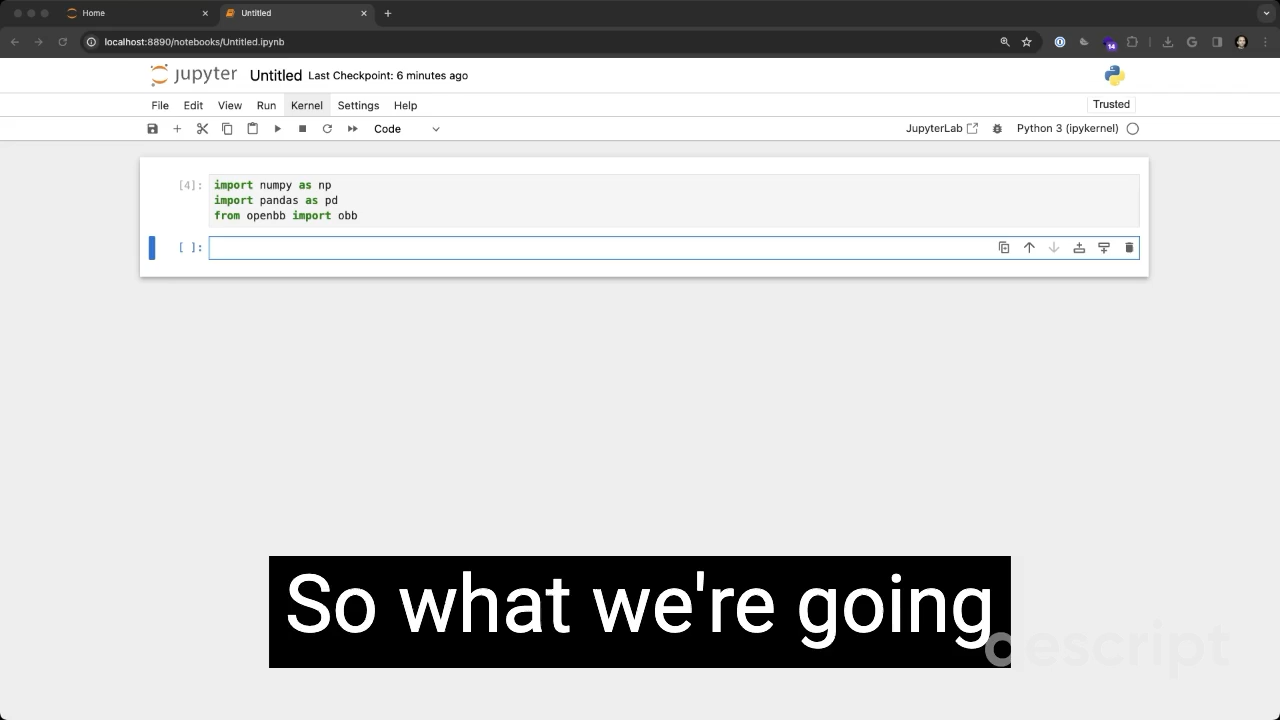 Home
Untitled
localhost:8890/notebooks/Untitled.ipynb
14
jupyter Untitled Last Checkpoint: 6 minutes ago
File Edit View Run Kernel Settings Help
Trusted
Code
JupyterLab
Python 3 (ipykernel)
[4]: import numpy as np
import pandas as pd
from openbb import obb
[ ]:
So what we're going
descript